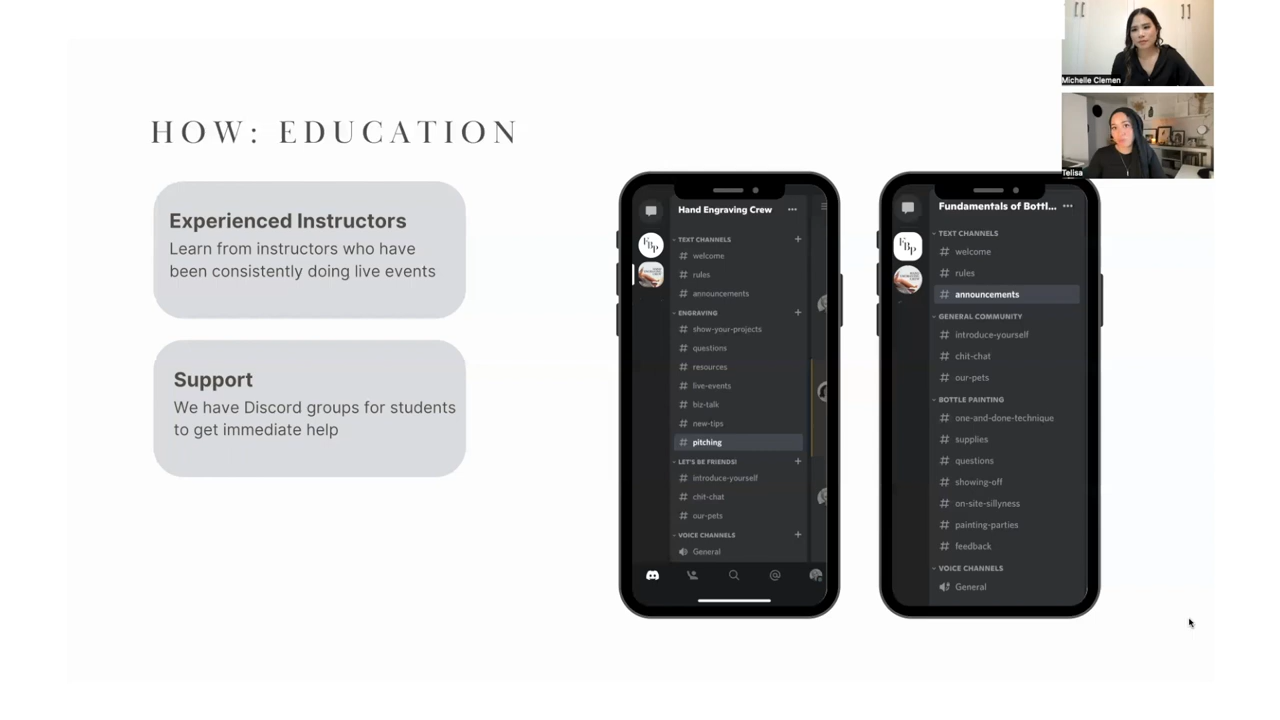 Michelle Clemen
Telisa
HOW: EDUCATION
Experienced Instructors
Learn from instructors who have
been consistently doing live events
Support
We have Discord groups for students
to get immediate help
Hand Engraving Crew
TEXT CHANNELS
# welcome
# rules
# announcements
ENGRAVING
# show-your-projects
# questions
# resources
# live-events
# biz-talk
# new-tips
# pitching
LET'S BE FRIENDS!
# introduce-yourself
# chit-chat
# our-pets
VOICE CHANNELS
General
FBP
Fundamentals of Bottl...
TEXT CHANNELS
# welcome
# rules
# announcements
GENERAL COMMUNITY
# introduce-yourself
# chit-chat
# our-pets
BOTTLE PAINTING
# one-and-done-technique
# supplies
# questions
# showing-off
# on-site-sillyness
# painting-parties
# feedback
VOICE CHANNELS
General
FBP